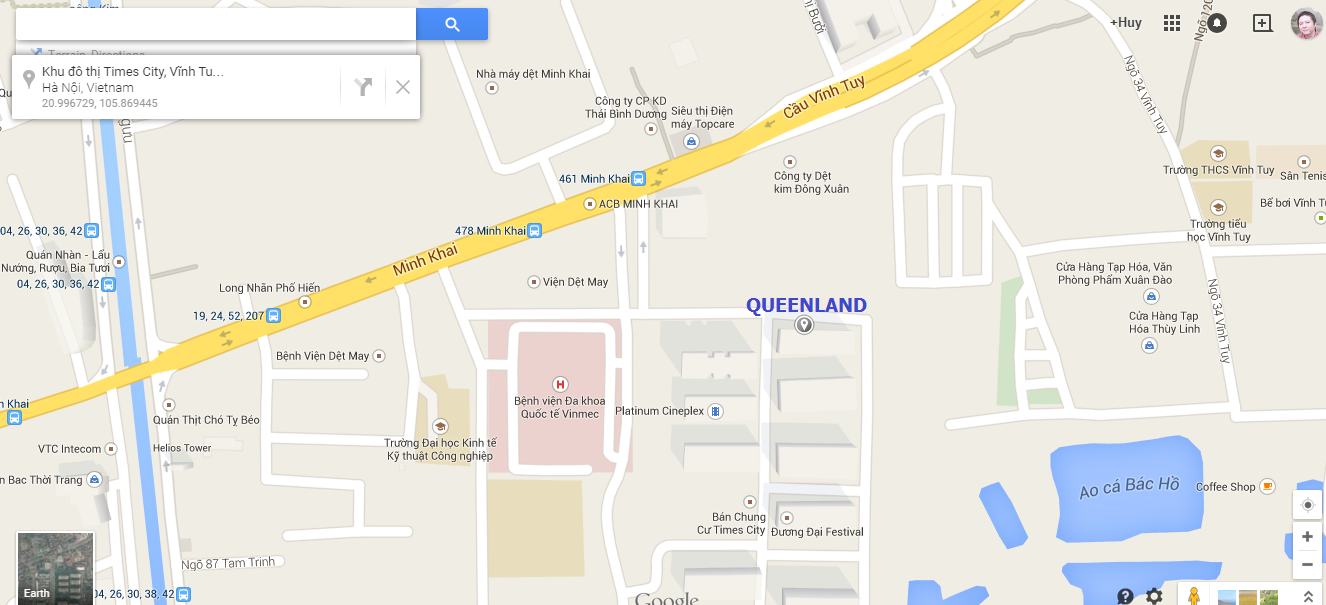 +Huy
Khu đô thị Times City, Vĩnh Tu...
Hà Nội, Vietnam
20.996729, 105.869445
Nhà máy dệt Minh Khai
Công ty CP KD
Thái Bình Dương
Siêu thị Điện
máy Topcare
Cầu Vĩnh Tuy
Ngõ 34 Vĩnh Tuy
461 Minh Khai
Công ty Dệt
kim Đông Xuân
Trường THCS Vĩnh Tuy
Sân Tenis
ACB MINH KHAI
Bể bơi Vĩnh T
Trường tiểu
học Vĩnh Tuy
04, 26, 30, 36, 42
478 Minh Khai
Quán Nhàn - Lẩu
Nướng, Rượu, Bia Tươi
Minh Khai
04, 26, 30, 36, 42
Long Nhãn Phố Hiến
Viện Dệt May
Cửa Hàng Tạp Hóa, Văn
Phòng Phẩm Xuân Đào
QUEENLAND
19, 24, 52, 207
Cửa Hàng Tạp
Hóa Thùy Linh
Ngõ 34 Vĩnh Tuy
Bệnh Viện Dệt May
H
Bệnh viện Đa khoa
Quốc tế Vinmec
Platinum Cineplex
h Khai
Quán Thịt Chó Tỵ Béo
Trường Đại học Kinh tế
Kỹ thuật Công nghiệp
VTC Intecom
Helios Tower
n Bac Thời Trang
Ao cá Bác Hồ
Coffee Shop
Bán Chung
Cư Times City
Đương Đại Festival
Ngõ 87 Tam Trinh
Earth
04, 26, 30, 38, 42
Google